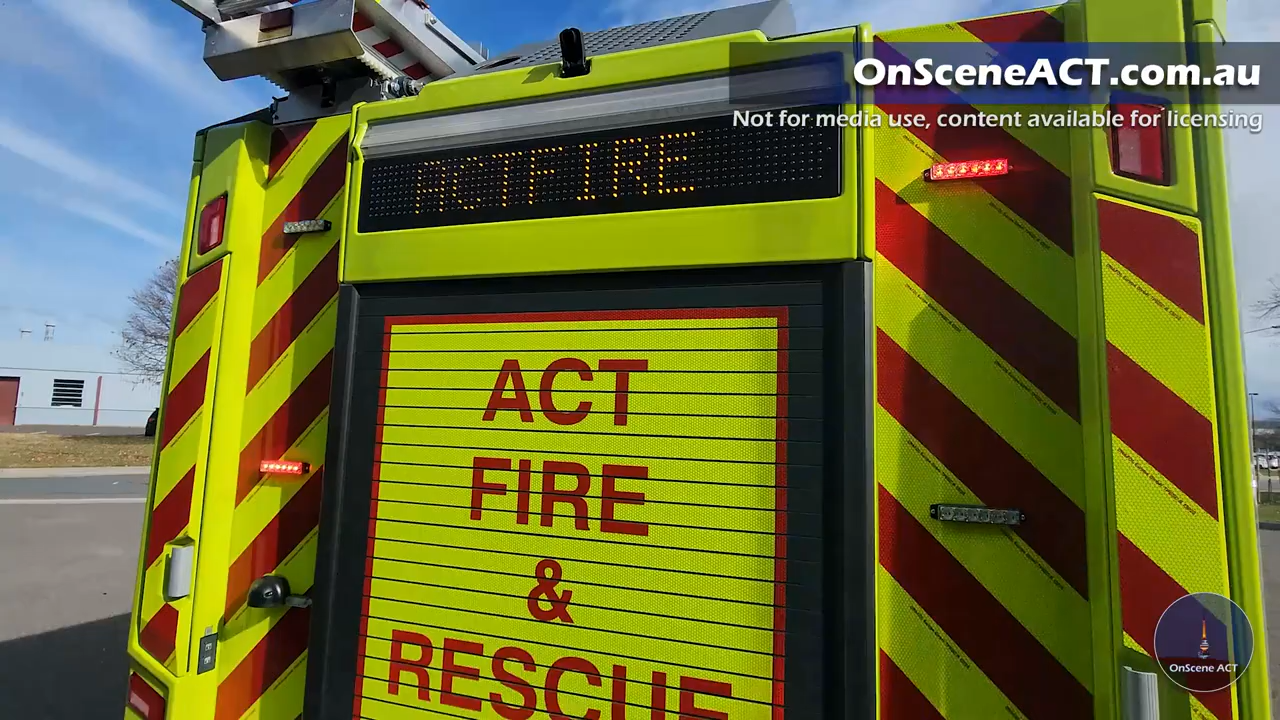 OnSceneACT.com.au
Not for media use, content available for licensing
ACTFIRE
ACT
FIRE
&
RESCUE
OnScene ACT